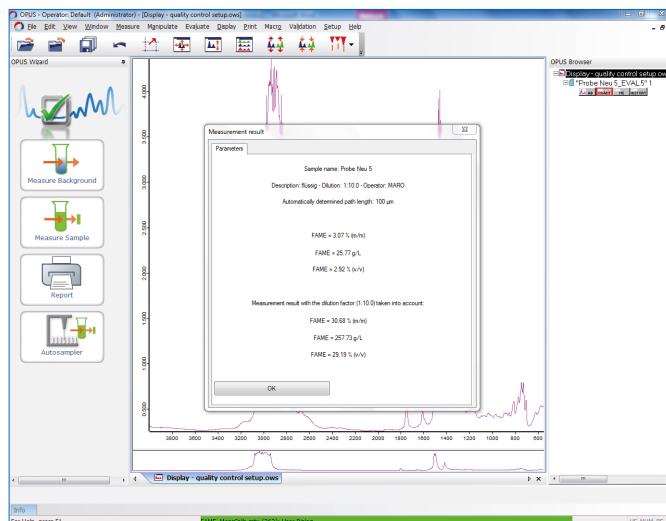 OPUS - Operator: Default (Administrator) - [Display - quality control setup.ows]
File Edit View Window Measure Manipulate Evaluate Display Print Macro Validation Setup Help
OPUS Wizard
OPUS Browser
Display - quality control setup.ows
"Probe Neu 5_EVAL.5" 1
Measure Background
Measure Sample
Report
Autosampler
Measurement result
Parameters
Sample name: Probe Neu 5
Description: flüssig - Dilution: 1:10.0 - Operator: MARO
Automatically determined path length: 100 µm
FAME = 3.07 % (m/m)
FAME = 25.77 g/L
FAME = 2.92 % (v/v)
Measurement result with the dilution factor (1:10.0) taken into account:
FAME = 30.68 % (m/m)
FAME = 257.73 g/L
FAME = 29.19 % (v/v)
OK
4.000
3.500
3.000
2.500
2.000
1.500
1.000
0.500
3800 3600 3400 3200 3000 2800 2600 2400 2200 2000 1800 1600 1400 1200 1000 800 600
Display - quality control setup.ows
Info
For Help, press F1